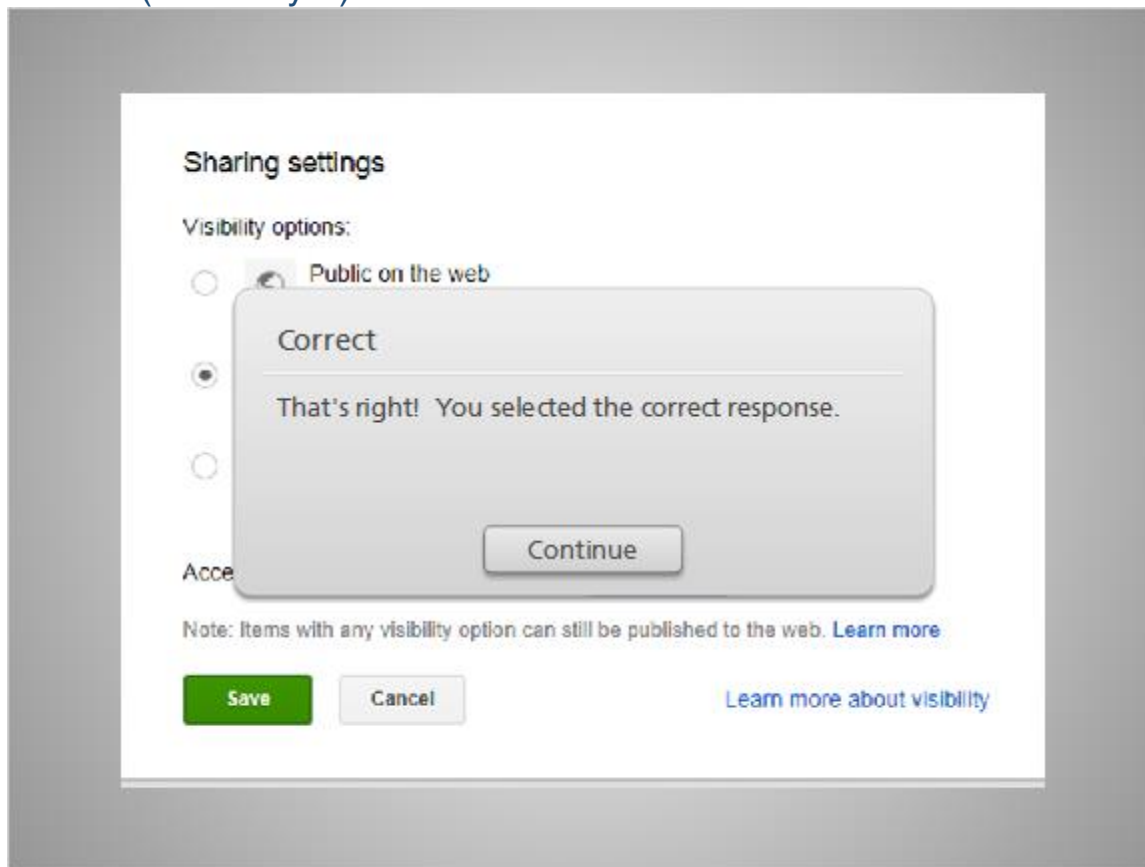 Sharing settings
Visibility options:
Public on the web
Correct
That's right! You selected the correct response.
Continue
Note: Items with any visibility option can still be published to the web. Learn more
Save Cancel Learn more about visibility